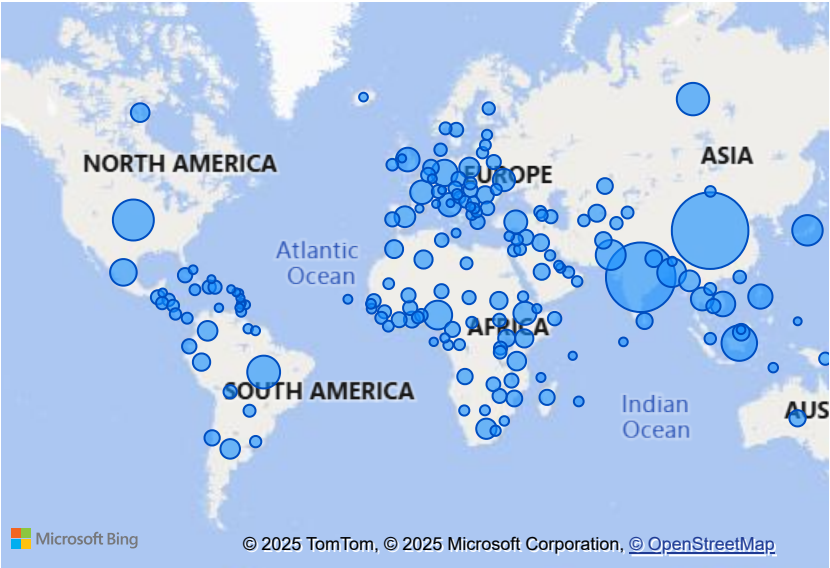 NORTH AMERICA
ASIA
EUROPE
Atlantic
Ocean
AFRICA
SOUTH AMERICA
Indian
Ocean
AUS
Microsoft Bing
© 2025 TomTom, © 2025 Microsoft Corporation, © OpenStreetMap